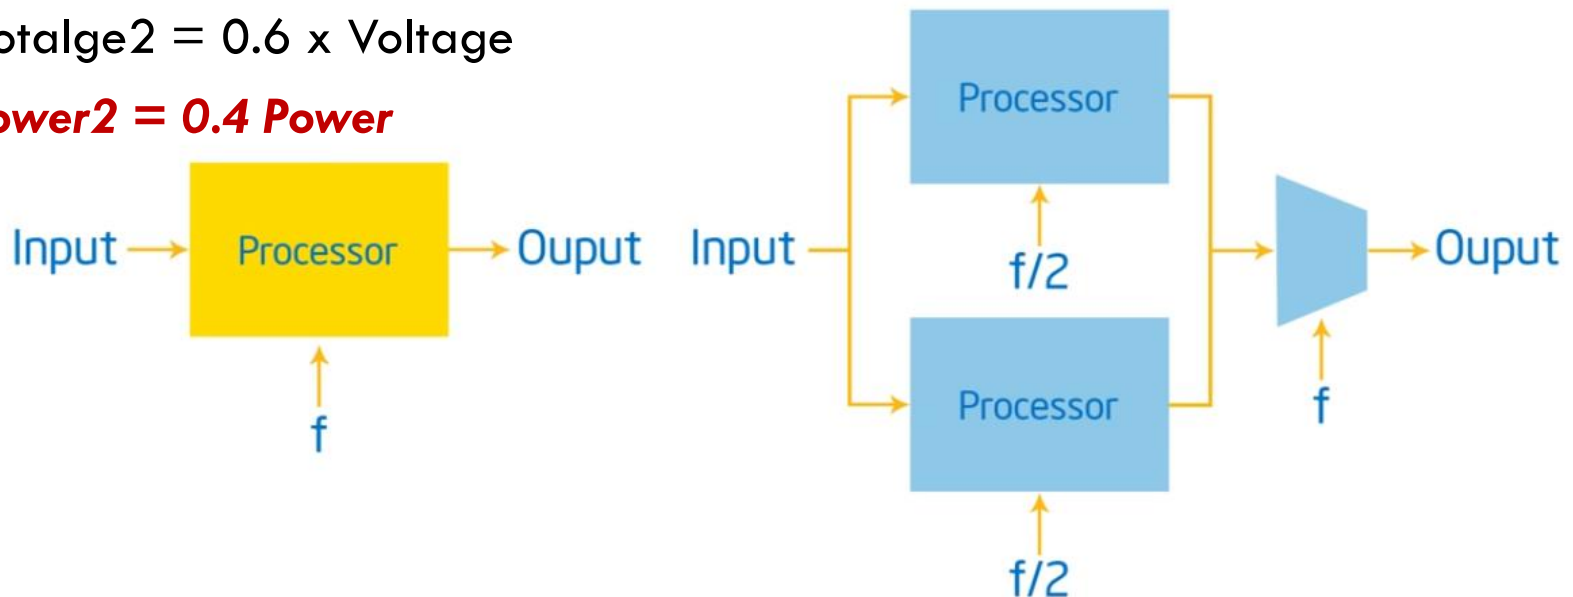 otalge2 = 0.6 x Voltage
ower2 = 0.4 Power
Processor
Input
Processor
Ouput
f
Input
f/2
Processor
f/2
f
Ouput